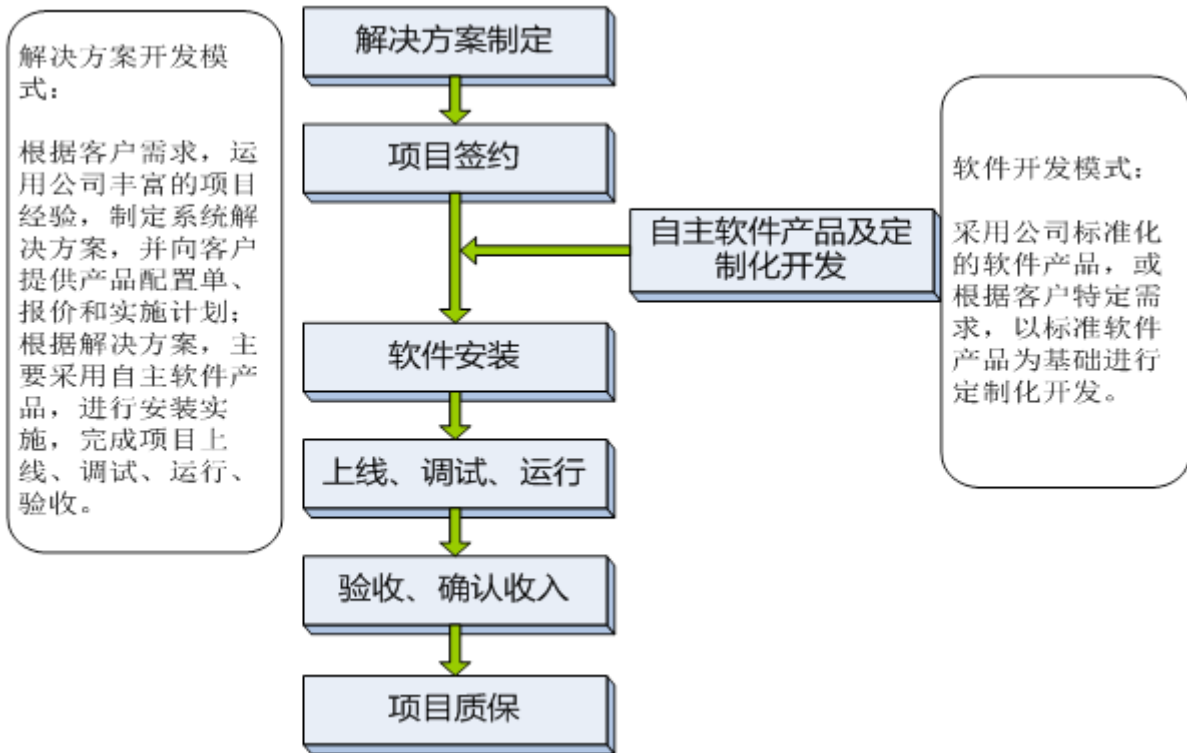 解决方案开发模
式：
根据客户需求，运
用公司丰富的项目
经验，制定系统解
决方案，并向客户
提供产品配置单、
报价和实施计划；
根据解决方案，主
要采用自主软件产
品，进行安装实
施，完成项目上
线、调试、运行、
验收。
解决方案制定
项目签约
自主软件产品及定
制化开发
软件安装
上线、调试、运行
验收、确认收入
项目质保
软件开发模式：
采用公司标准化
的软件产品，或
根据客户特定需
求，以标准软件
产品为基础进行
定制化开发。